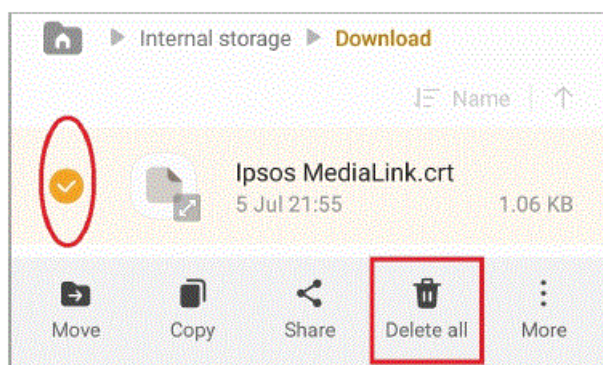 Internal storage Download
Name
Ipsos MediaLink.crt
5 Jul 21:55 1.06 KB
Move Copy Share Delete all More